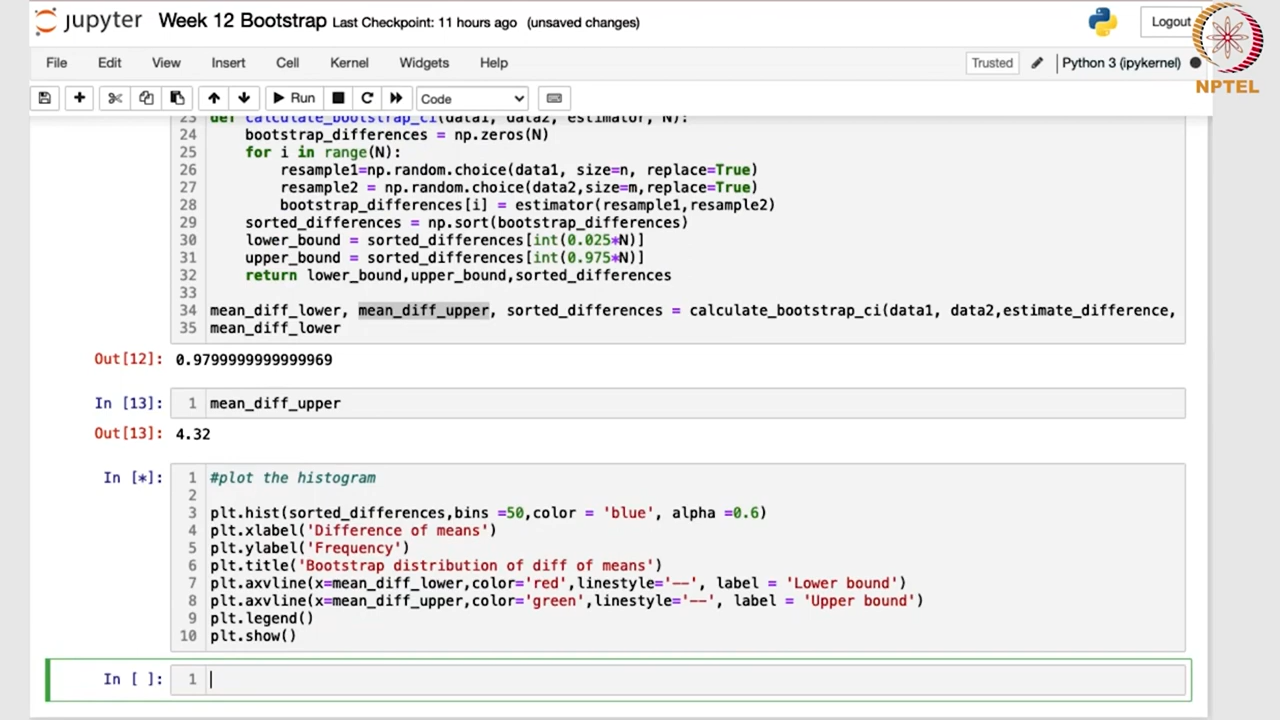 jupyter Week 12 Bootstrap Last Checkpoint: 11 hours ago (unsaved changes)
Logout
NPTEL
File Edit View Insert Cell Kernel Widgets Help
Trusted Python 3 (ipykernel)
Run Code
23 def calculate_bootstrap_ci(data1, data2, estimator, N):
24 bootstrap_differences = np.zeros(N)
25 for i in range(N):
26 resample1=np.random.choice(data1, size=n, replace=True)
27 resample2 = np.random.choice(data2,size=m,replace=True)
28 bootstrap_differences[i] = estimator(resample1,resample2)
29 sorted_differences = np.sort(bootstrap_differences)
30 lower_bound = sorted_differences[int(0.025*N)]
31 upper_bound = sorted_differences[int(0.975*N)]
32 return lower_bound,upper_bound,sorted_differences
33
34 mean_diff_lower, mean_diff_upper, sorted_differences = calculate_bootstrap_ci(data1, data2,estimate_difference,
35 mean_diff_lower
Out[12]: 0.9799999999999969
In [13]: 1 mean_diff_upper
Out[13]: 4.32
In [*]: 1 #plot the histogram
2
3 plt.hist(sorted_differences,bins =50,color = 'blue', alpha =0.6)
4 plt.xlabel('Difference of means')
5 plt.ylabel('Frequency')
6 plt.title('Bootstrap distribution of diff of means')
7 plt.axvline(x=mean_diff_lower,color='red',linestyle='--', label = 'Lower bound')
8 plt.axvline(x=mean_diff_upper,color='green',linestyle='--', label = 'Upper bound')
9 plt.legend()
10 plt.show()
In [ ]: 1